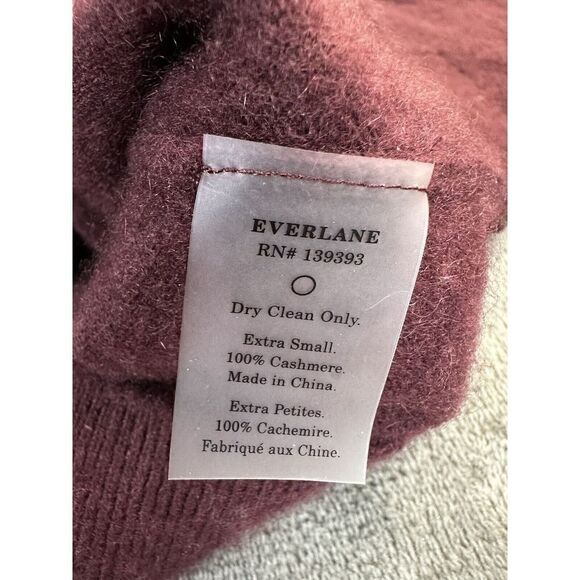 EVERLANE
RN# 139393
Dry Clean Only.
Extra Small.
100% Cashmere.
Made in China.
Extra Petites.
100% Cachemire.
Fabriqué aux Chine.